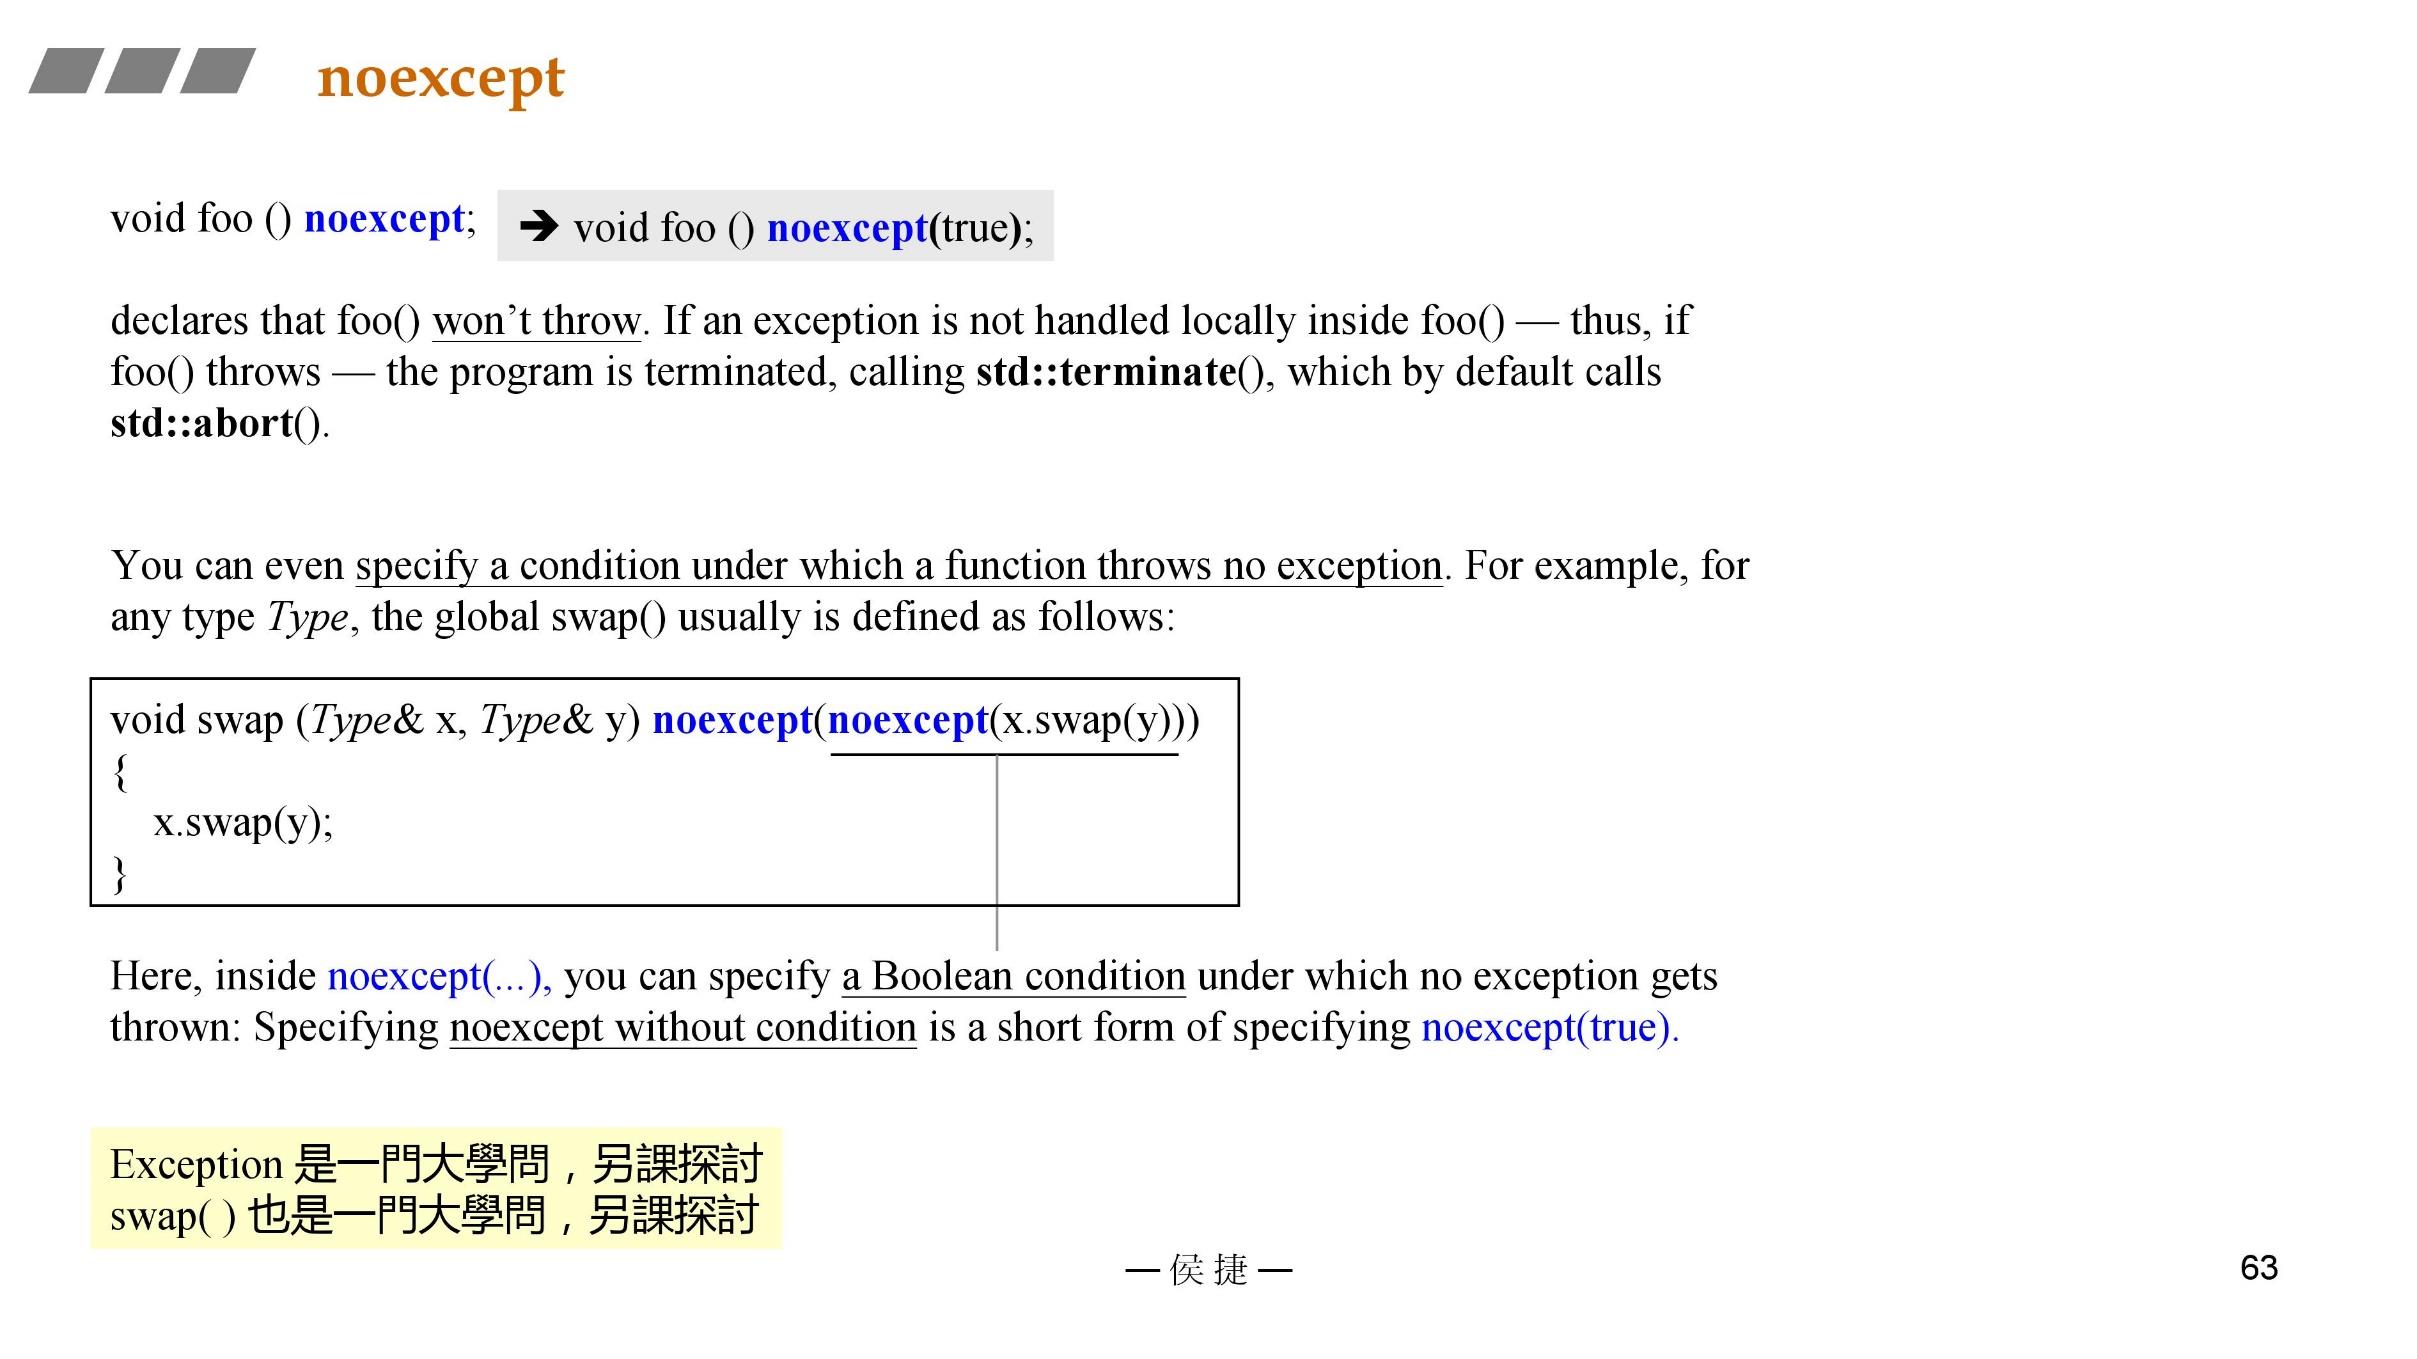 noexcept
void foo () noexcept;
➔ void foo () noexcept(true);
declares that foo() won’t throw. If an exception is not handled locally inside foo() — thus, if
foo() throws — the program is terminated, calling std::terminate(), which by default calls
std::abort().
You can even specify a condition under which a function throws no exception. For example, for
any type Type, the global swap() usually is defined as follows:
void swap (Type& x, Type& y) noexcept(noexcept(x.swap(y)))
{
x.swap(y);
}
Here, inside noexcept(...), you can specify a Boolean condition under which no exception gets
thrown: Specifying noexcept without condition is a short form of specifying noexcept(true).
Exception 是一門大學問，另課探討
swap( ) 也是一門大學問，另課探討
— 侯 捷 —
63